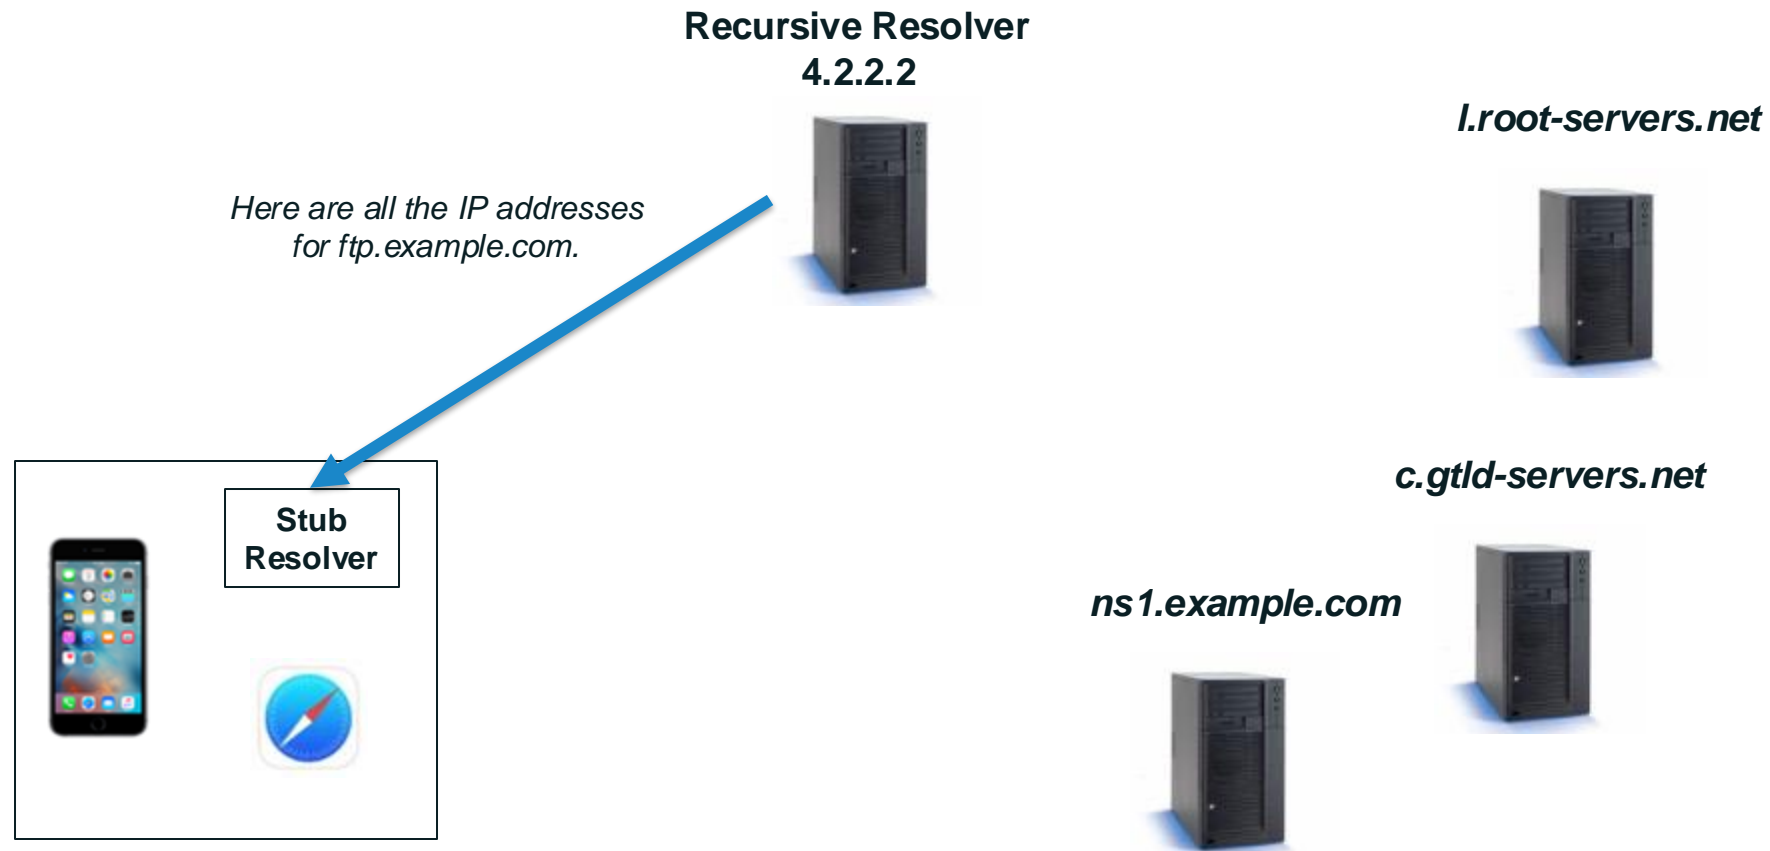 Recursive Resolver
4.2.2.2
l.root-servers.net
Here are all the IP addresses
for ftp.example.com.
c.gtld-servers.net
Stub
Resolver
ns1.example.com